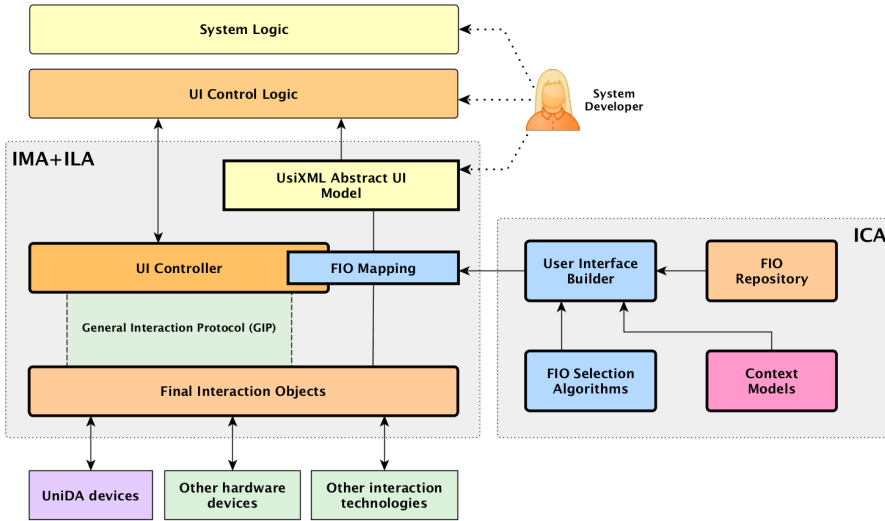 System Logic
UI Control Logic
System
Developer
IMA+ILA
UsiXML Abstract UI
Model
ICA
UI Controller
FIO Mapping
User Interface
Builder
FIO
Repository
General Interaction Protocol (GIP)
Final Interaction Objects
FIO Selection
Algorithms
Context
Models
UniDA devices
Other hardware
devices
Other interaction
technologies